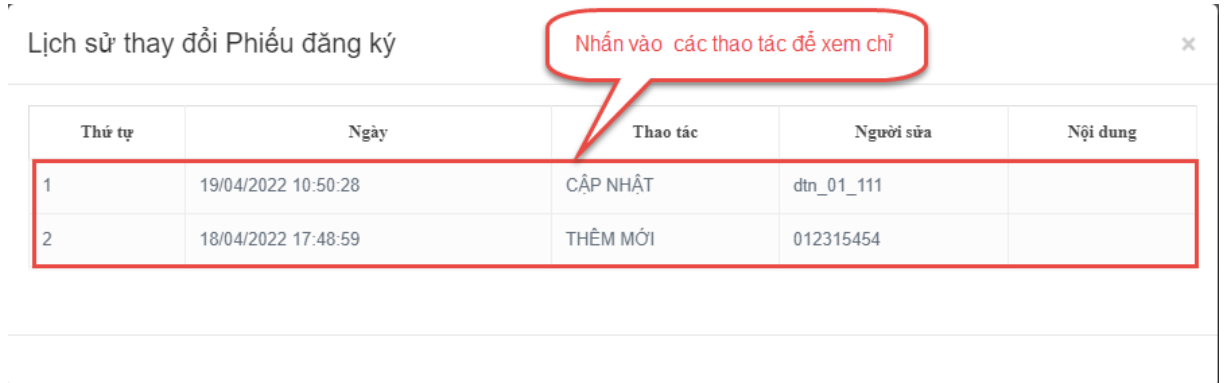 Lịch sử thay đổi Phiếu đăng ký
Nhấn vào các thao tác để xem chỉ
×
Thứ tự Ngày Thao tác Người sửa Nội dung
1 19/04/2022 10:50:28 CẬP NHẬT dtn_01_111
2 18/04/2022 17:48:59 THÊM MỚI 012315454